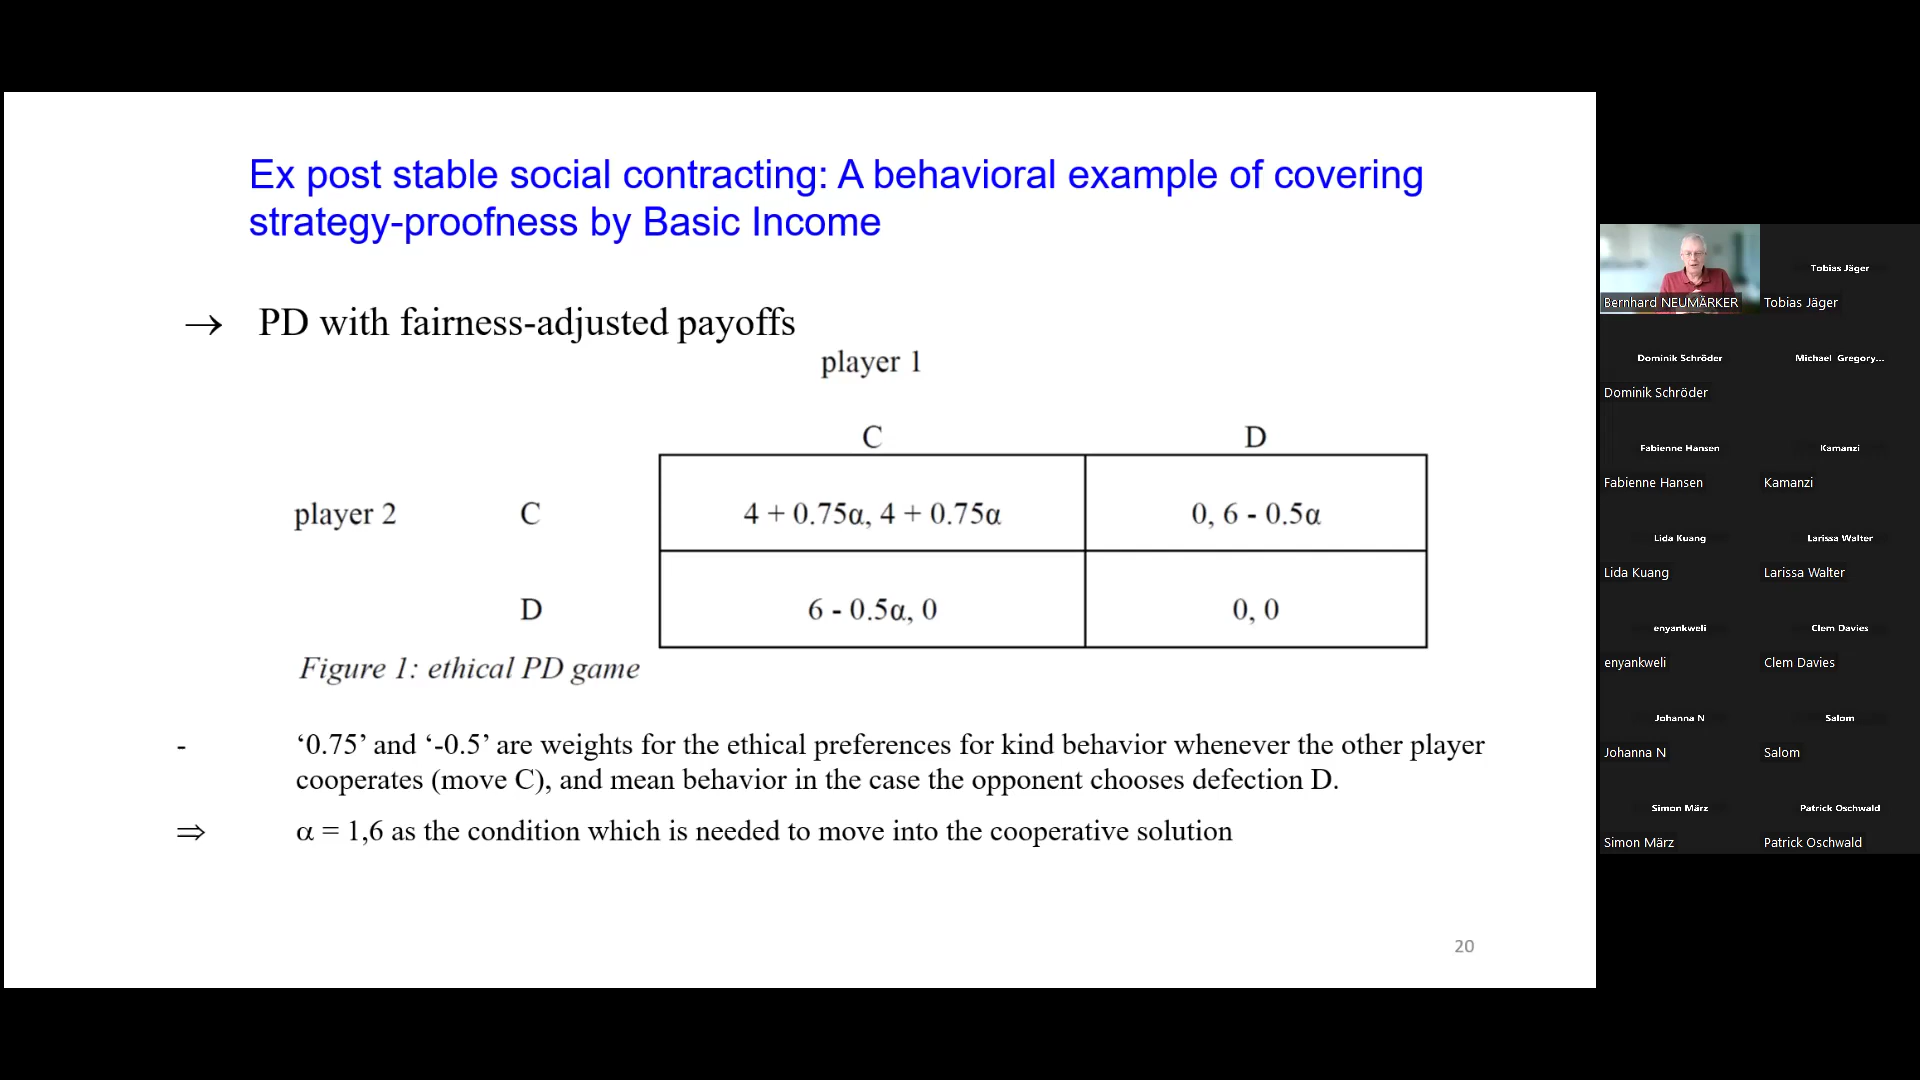 Ex post stable social contracting: A behavioral example of covering
strategy-proofness by Basic Income
→ PD with fairness-adjusted payoffs
player 1
C D
player 2 C 4 + 0.75α, 4 + 0.75α 0, 6 - 0.5α
D 6 - 0.5α, 0 0, 0
Figure 1: ethical PD game
- ‘0.75’ and ‘-0.5’ are weights for the ethical preferences for kind behavior whenever the other player
cooperates (move C), and mean behavior in the case the opponent chooses defection D.
⇒ α = 1,6 as the condition which is needed to move into the cooperative solution
20
Bernhard NEUMÄRKER
Tobias Jäger
Tobias Jäger
Dominik Schröder
Dominik Schröder
Michael Gregory...
Fabienne Hansen
Fabienne Hansen
Kamanzi
Kamanzi
Lida Kuang
Lida Kuang
Larissa Walter
Larissa Walter
enyankweli
enyankweli
Clem Davies
Clem Davies
Johanna N
Johanna N
Salom
Salom
Simon März
Simon März
Patrick Oschwald
Patrick Oschwald